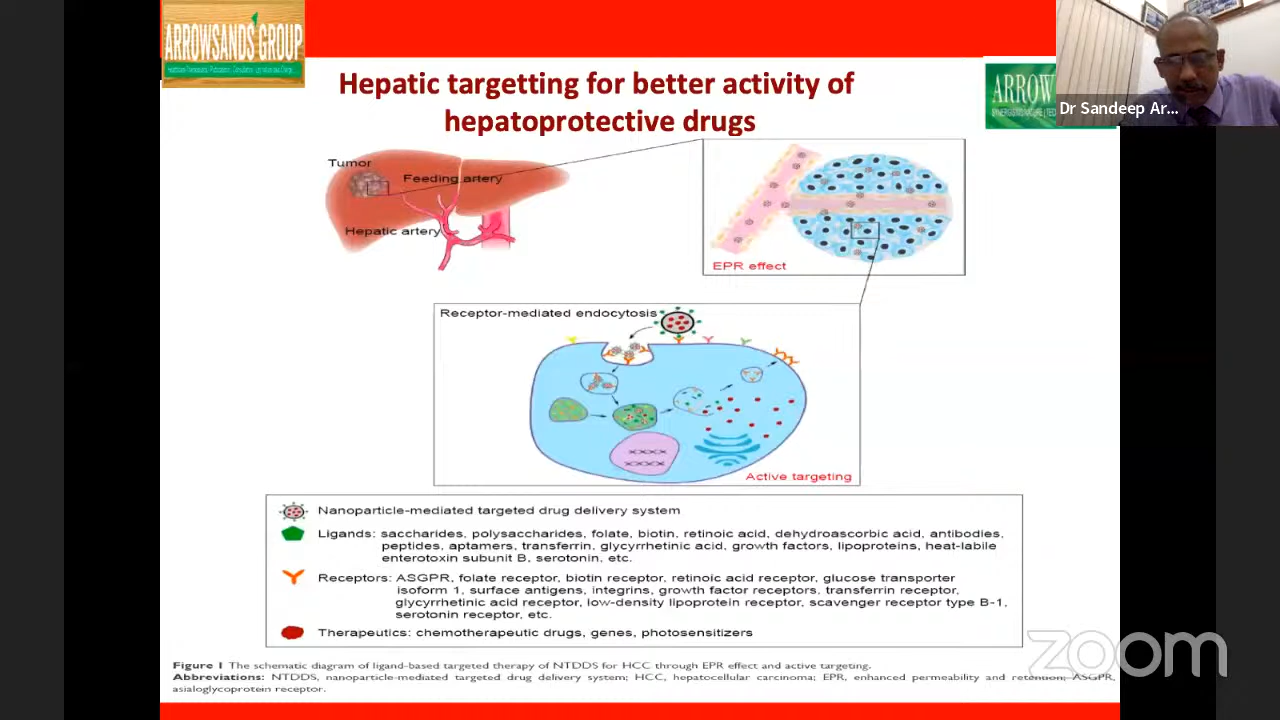 ARROWSANDS GROUP
Hepatic targetting for better activity of
hepatoprotective drugs
ARROW
Dr Sandeep Ar...
Tumor
Feeding artery
Hepatic artery
EPR effect
Receptor-mediated endocytosis
Active targeting
Nanoparticle-mediated targeted drug delivery system
Ligands: saccharides, polysaccharides, folate, biotin, retinoic acid, dehydroascorbic acid, antibodies,
peptides, aptamers, transferrin, glycyrrhetinic acid, growth factors, lipoproteins, heat-labile
enterotoxin subunit B, serotonin, etc.
Receptors: ASGPR, folate receptor, biotin receptor, retinoic acid receptor, glucose transporter
isoform 1, surface antigens, integrins, growth factor receptors, transferrin receptor,
glycyrrhetinic acid receptor, low-density lipoprotein receptor, scavenger receptor type B-1,
serotonin receptor, etc.
Therapeutics: chemotherapeutic drugs, genes, photosensitizers
zoom
Figure 1 The schematic diagram of ligand-based targeted therapy of NTDDS for HCC through EPR effect and active targeting.
Abbreviations: NTDDS, nanoparticle-mediated targeted drug delivery system; HCC, hepatocellular carcinoma; EPR, enhanced permeability and retention; ASGPR,
asialoglycoprotein receptor.